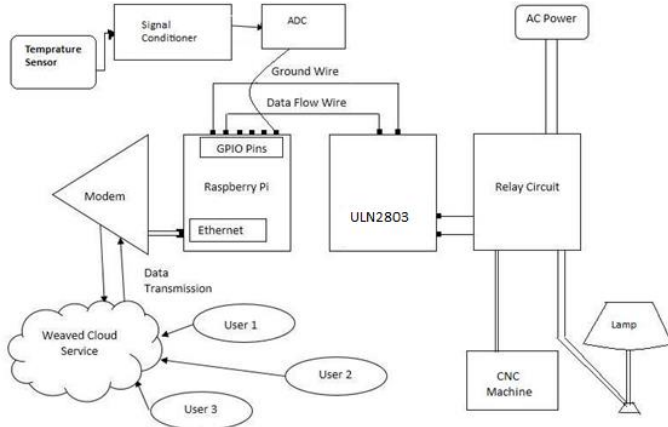 Temprature
Sensor
Signal
Conditioner
ADC
AC Power
Ground Wire
Data Flow Wire
GPIO Pins
Raspberry Pi
Ethernet
Modem
ULN2803
Relay Circuit
Data
Transmission
Weaved Cloud
Service
User 1
User 2
User 3
CNC
Machine
Lamp